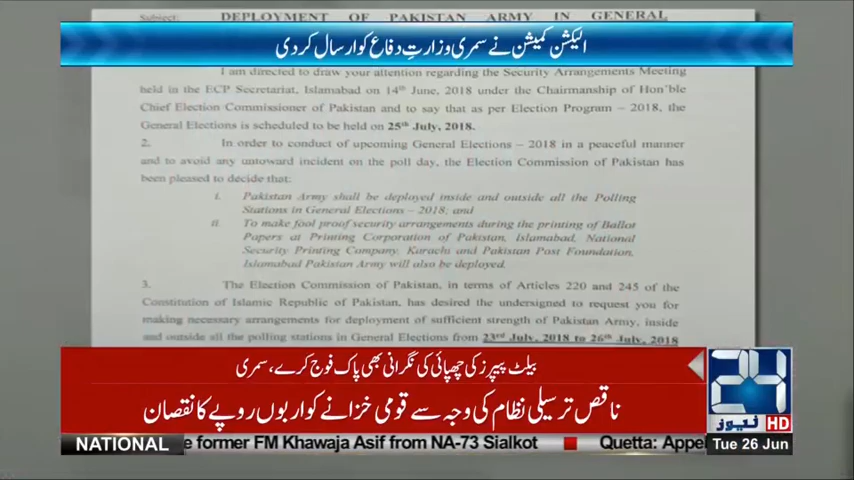 Subject: DEPLOYMENT OF PAKISTAN ARMY IN GENERAL
الیکشن کمیشن نے سمری وزارتِ دفاع کو ارسال کر دی
I am directed to draw your attention regarding the Security Arrangements Meeting
held in the ECP Secretariat, Islamabad on 14th June, 2018 under the Chairmanship of Hon'ble
Chief Election Commissioner of Pakistan and to say that as per Election Program – 2018, the
General Elections is scheduled to be held on 25th July, 2018.
2. In order to conduct of upcoming General Elections – 2018 in a peaceful manner
and to avoid any untoward incident on the poll day, the Election Commission of Pakistan has
been pleased to decide that:
i. Pakistan Army shall be deployed inside and outside all the Polling
Stations in General Elections – 2018; and
ii To make fool proof security arrangements during the printing of Ballot
Papers at Printing Corporation of Pakistan, Islamabad, National
Security Printing Company, Karachi and Pakistan Post Foundation,
Islamabad Pakistan Army will also be deployed.
3. The Election Commission of Pakistan, in terms of Articles 220 and 245 of the
Constitution of Islamic Republic of Pakistan, has desired the undersigned to request you for
making necessary arrangements for deployment of sufficient strength of Pakistan Army, inside
and outside all the polling stations in General Elections from 23rd July, 2018 to 26th July, 2018
بیلٹ پیپرز کی چھپائی کی نگرانی بھی پاک فوج کرے، سمری
ناقص ترسیلی نظام کی وجہ سے قومی خزانے کو اربوں روپے کا نقصان
24
نیوز HD
NATIONAL e former FM Khawaja Asif from NA-73 Sialkot Quetta: Appel Tue 26 Jun